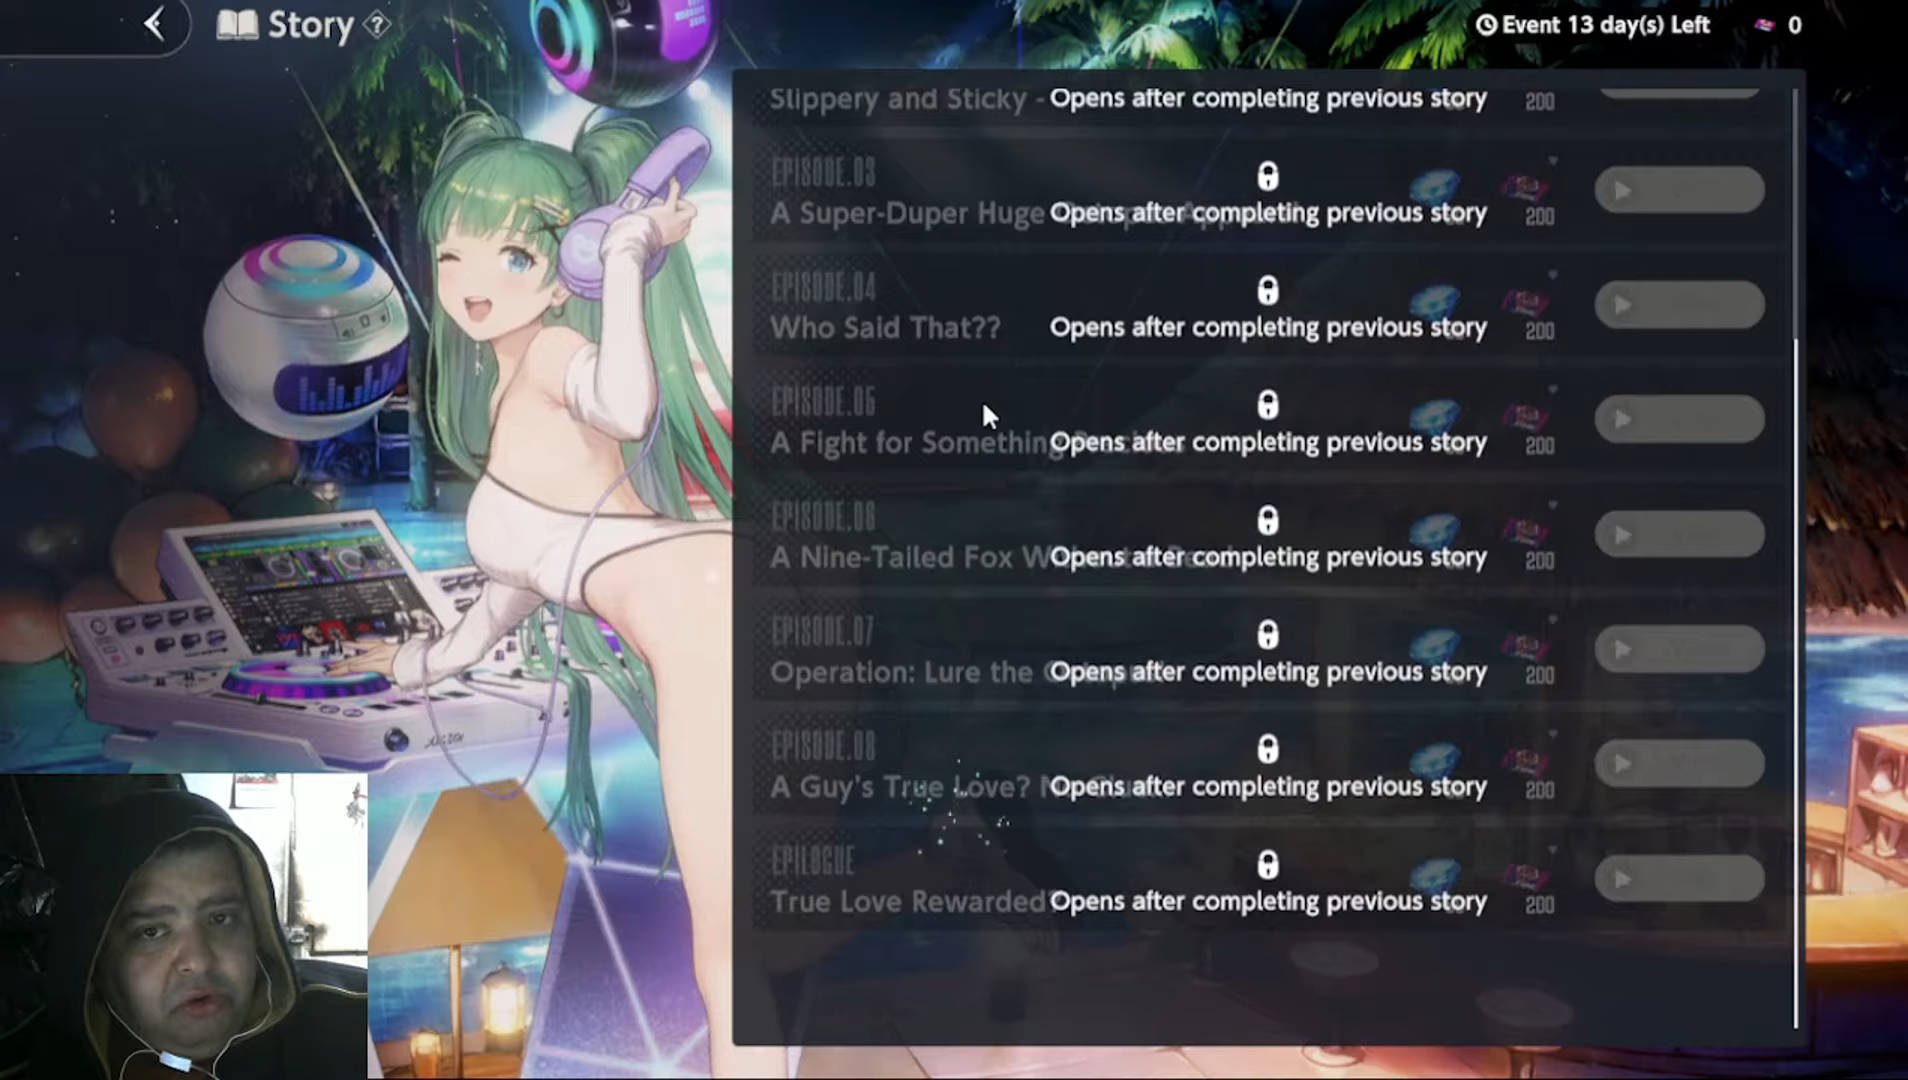 Story ?
Event 13 day(s) Left
0
Slippery and Sticky -
Opens after completing previous story
200
EPISODE.03
A Super-Duper Huge
Opens after completing previous story
200
EPISODE.04
Who Said That??
Opens after completing previous story
200
EPISODE.05
A Fight for Something
Opens after completing previous story
200
EPISODE.06
A Nine-Tailed Fox
Opens after completing previous story
200
EPISODE.07
Operation: Lure the
Opens after completing previous story
200
EPISODE.08
A Guy's True Love?
Opens after completing previous story
200
EPILOGUE
True Love Rewarded
Opens after completing previous story
200